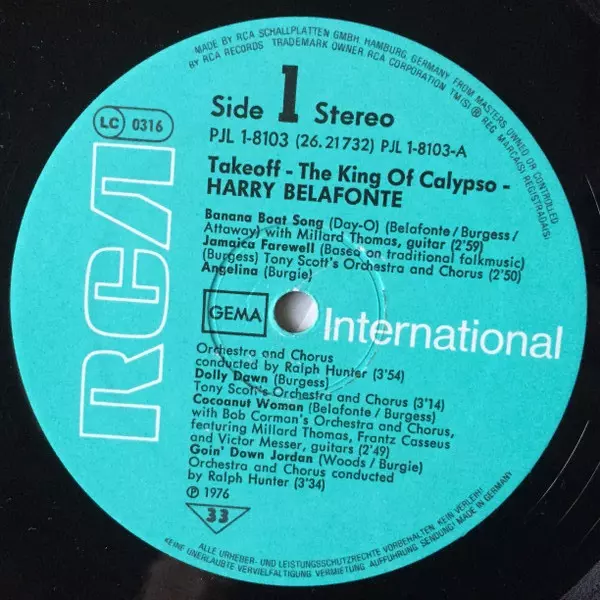 MADE BY RCA SCHALLPLATTEN GMBH, HAMBURG, GERMANY, FROM MASTERS OWNED OR CONTROLLED
BY RCA RECORDS TRADEMARK OWNER RCA CORPORATION TM(S) ® REG MARCA(S) REGISTRADA(S)
Side 1 Stereo
LC 0316
PJL 1-8103 (26.21732) PJL 1-8103-A
Takeoff - The King Of Calypso -
HARRY BELAFONTE
Banana Boat Song (Day-O) (Belafonte/Burgess/
Attaway) with Millard Thomas, guitar (2'59)
Jamaica Farewell (Based on traditional folkmusic)
(Burgess) Tony Scott's Orchestra and Chorus (2'50)
Angelina (Burgie)
RCA
GEMA
International
Orchestra and Chorus
conducted by Ralph Hunter (3'54)
Dolly Dawn (Burgess)
Tony Scott's Orchestra and Chorus (3'14)
Cocoanut Woman (Belafonte/Burgess)
with Bob Corman's Orchestra and Chorus,
featuring Millard Thomas, Frantz Casseus
and Victor Messer, guitars (2'49)
Goin' Down Jordan (Woods/Burgie)
Orchestra and Chorus conducted
by Ralph Hunter (3'34)
℗ 1976
33
ALLE URHEBER- UND LEISTUNGSSCHUTZRECHTE VORBEHALTEN KEIN VERLEIH!
KEINE UNERLAUBTE VERVIELFÄLTIGUNG VERMIETUNG AUFFÜHRUNG SENDUNG! MADE IN GERMANY